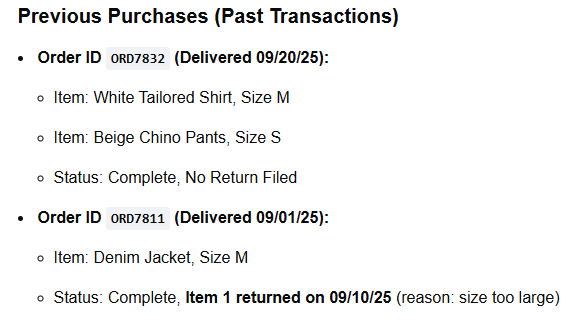 Previous Purchases (Past Transactions)
Order ID ORD7832 (Delivered 09/20/25):
Item: White Tailored Shirt, Size M
Item: Beige Chino Pants, Size S
Status: Complete, No Return Filed
Order ID ORD7811 (Delivered 09/01/25):
Item: Denim Jacket, Size M
Status: Complete, Item 1 returned on 09/10/25 (reason: size too large)